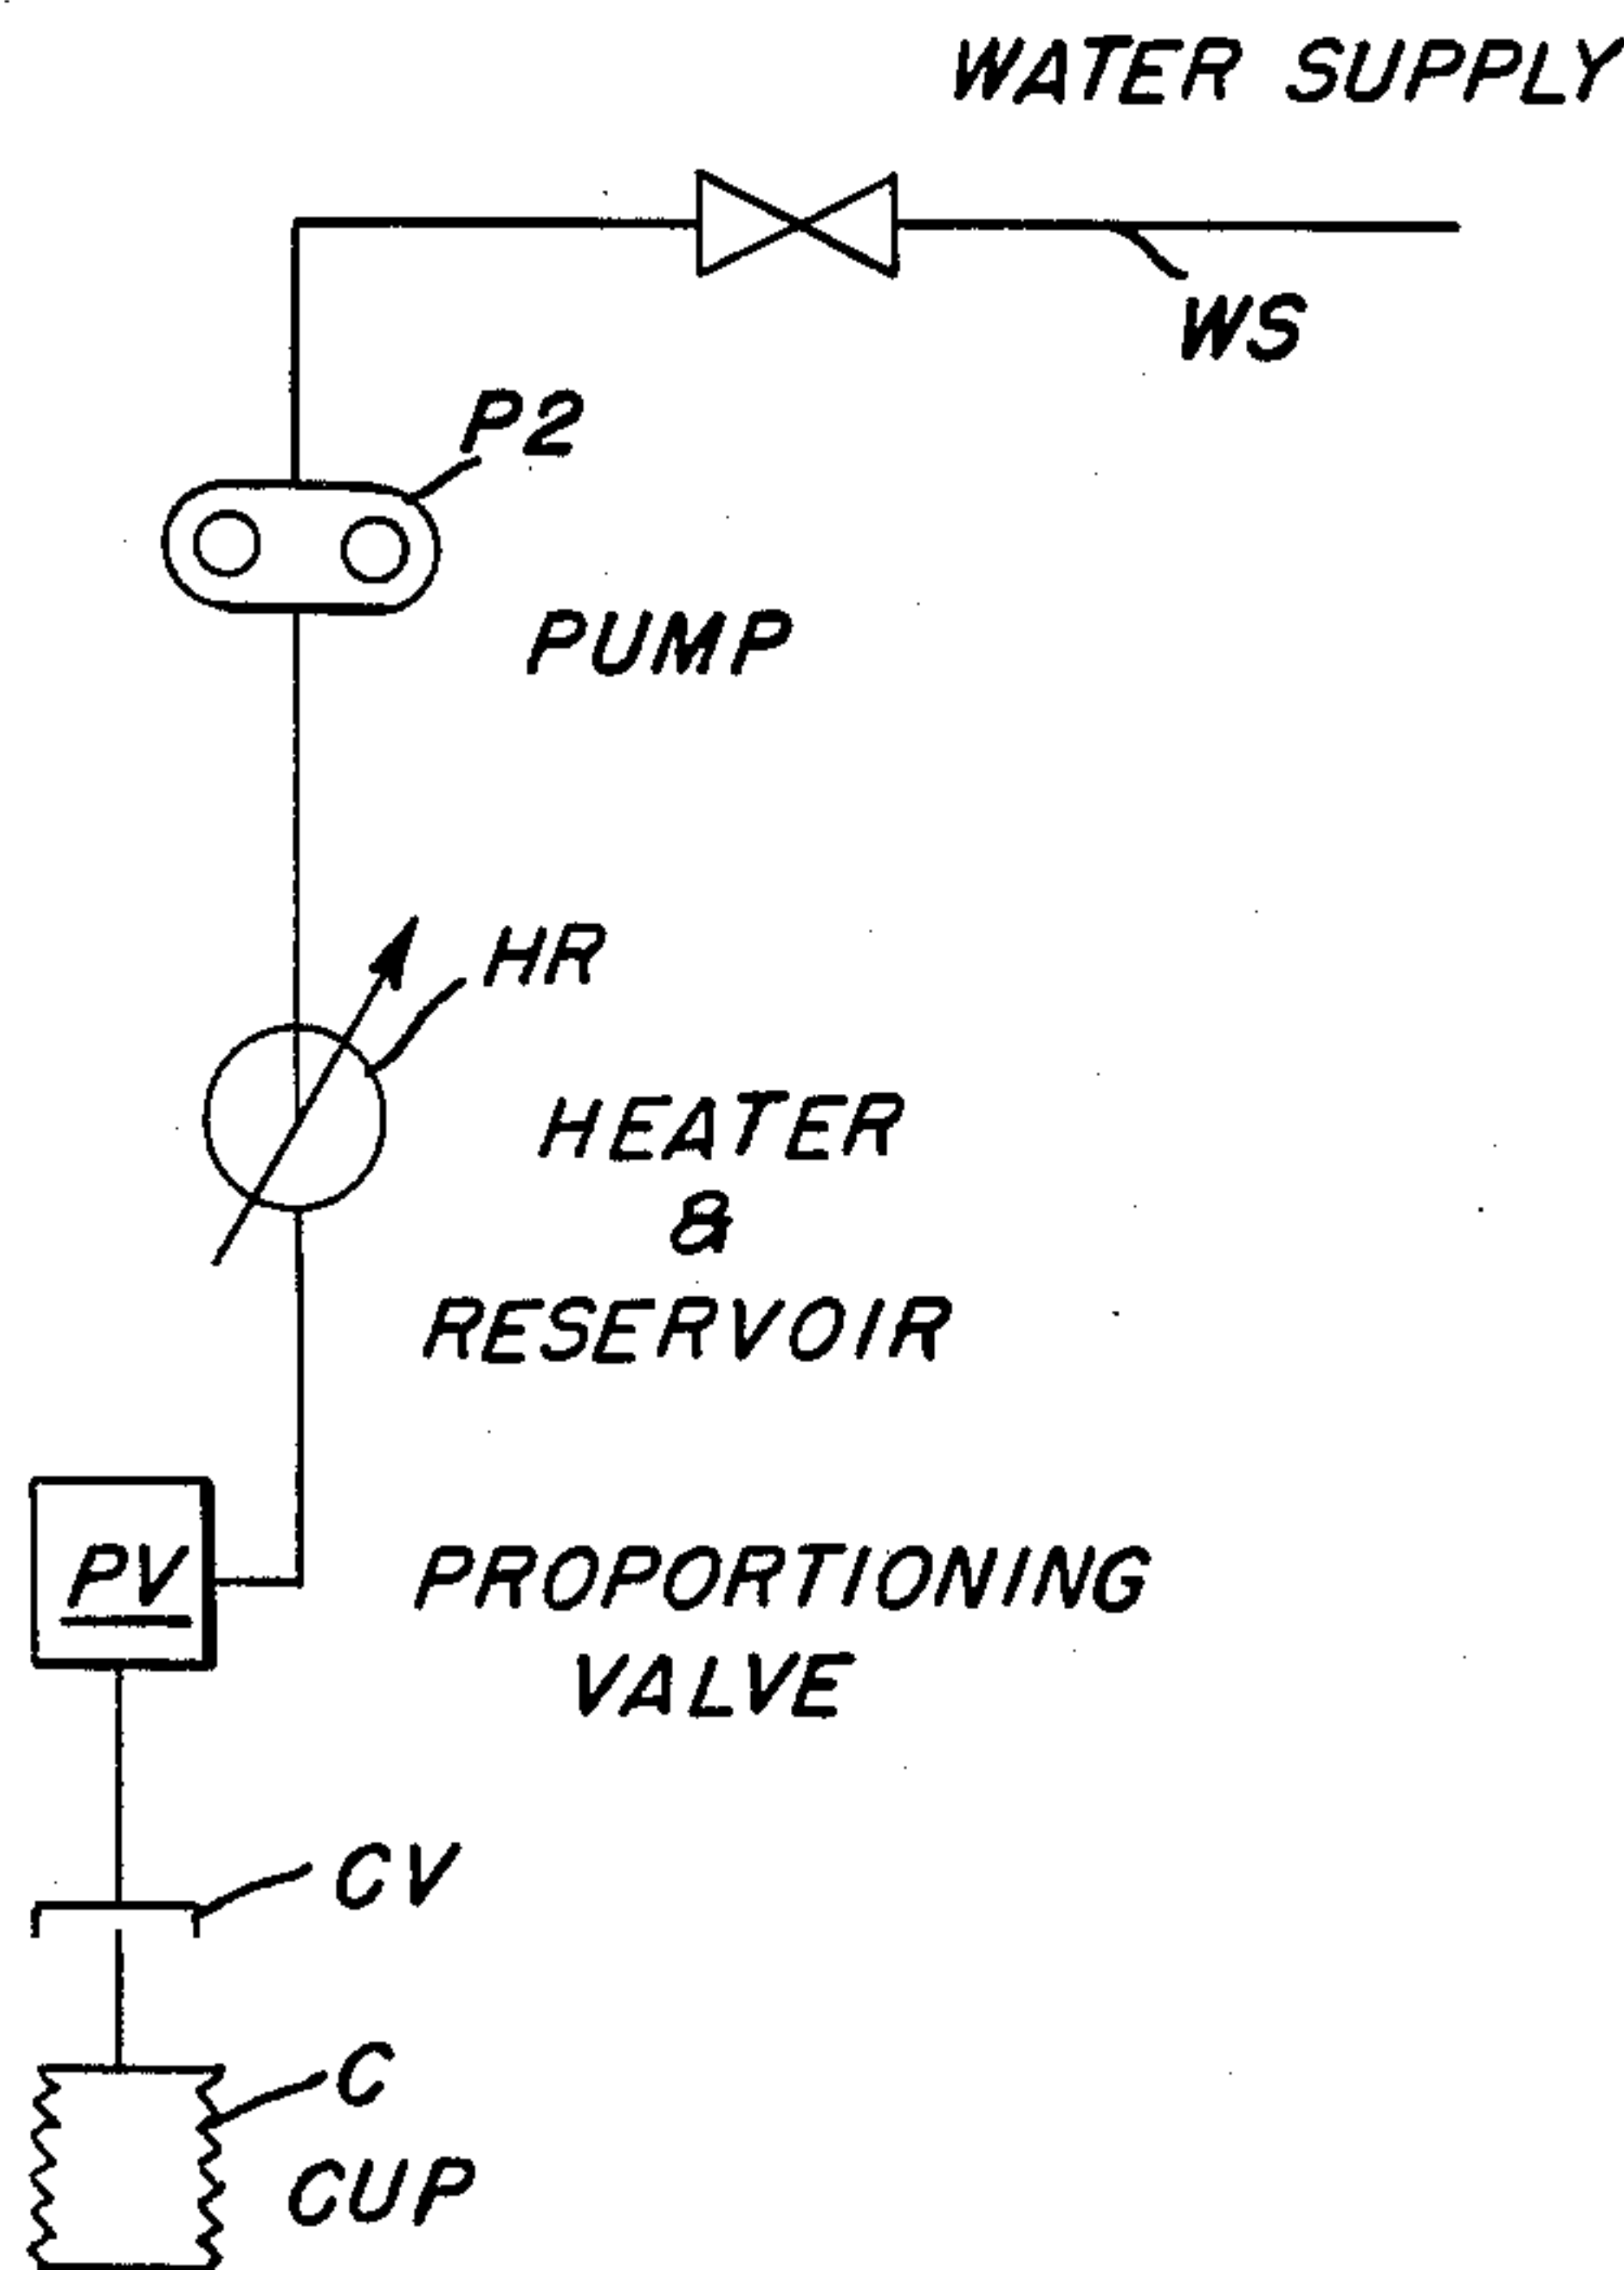 WATER SUPPLY
WS
P2
PUMP
HR
HEATER
&
RESERVOIR
PV
PROPORTIONING
VALVE
CV
C
CUP